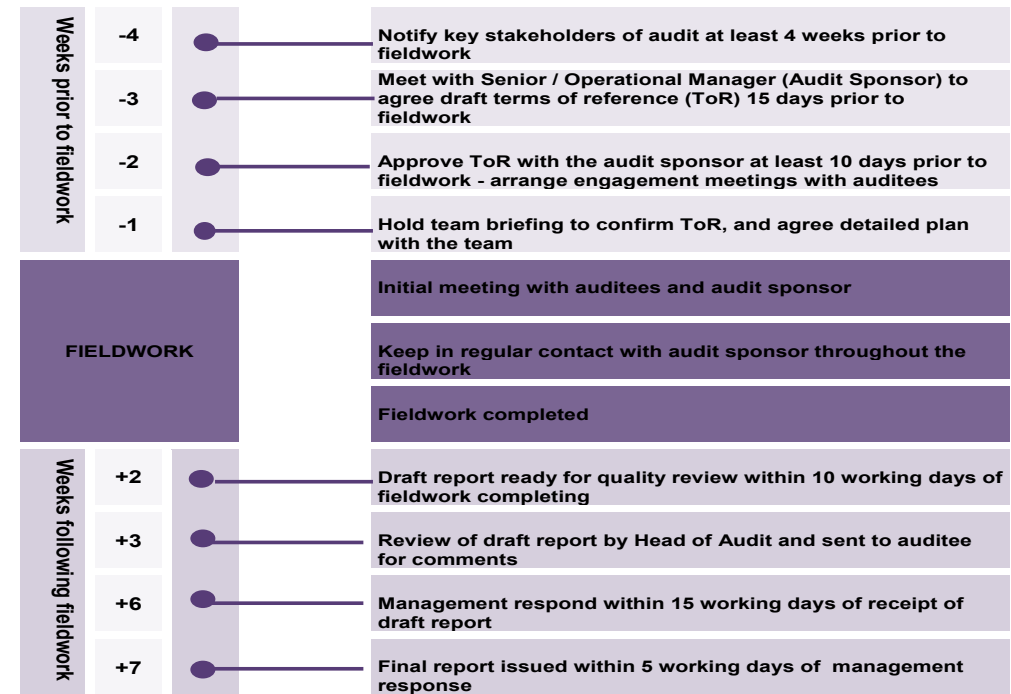 Weeks prior to fieldwork
-4
Notify key stakeholders of audit at least 4 weeks prior to
fieldwork
-3
Meet with Senior / Operational Manager (Audit Sponsor) to
agree draft terms of reference (ToR) 15 days prior to
fieldwork
-2
Approve ToR with the audit sponsor at least 10 days prior to
fieldwork - arrange engagement meetings with auditees
-1
Hold team briefing to confirm ToR, and agree detailed plan
with the team
FIELDWORK
Initial meeting with auditees and audit sponsor
Keep in regular contact with audit sponsor throughout the
fieldwork
Fieldwork completed
Weeks following fieldwork
+2
Draft report ready for quality review within 10 working days of
fieldwork completing
+3
Review of draft report by Head of Audit and sent to auditee
for comments
+6
Management respond within 15 working days of receipt of
draft report
+7
Final report issued within 5 working days of management
response